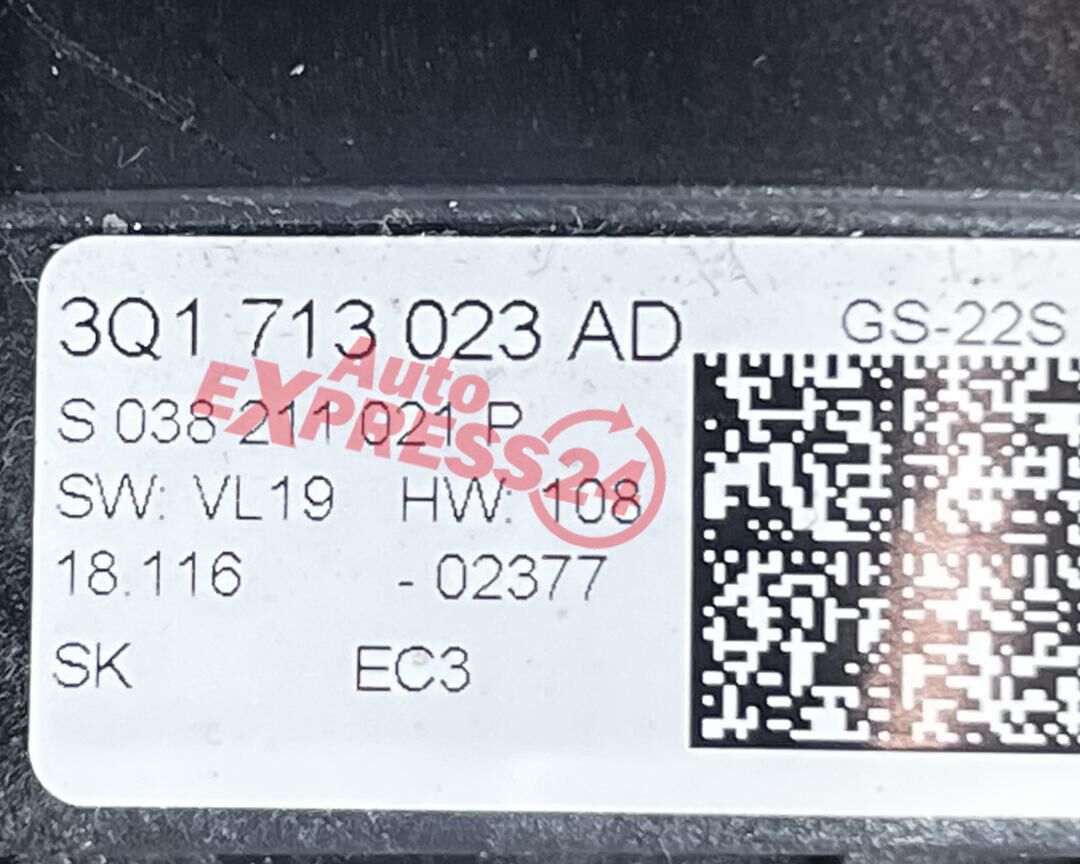 3Q1 713 023 AD
GS-22S
S 038 211 021 P
SW: VL19 HW: 108
18.116 - 02377
SK EC3
Auto
EXPRESS24